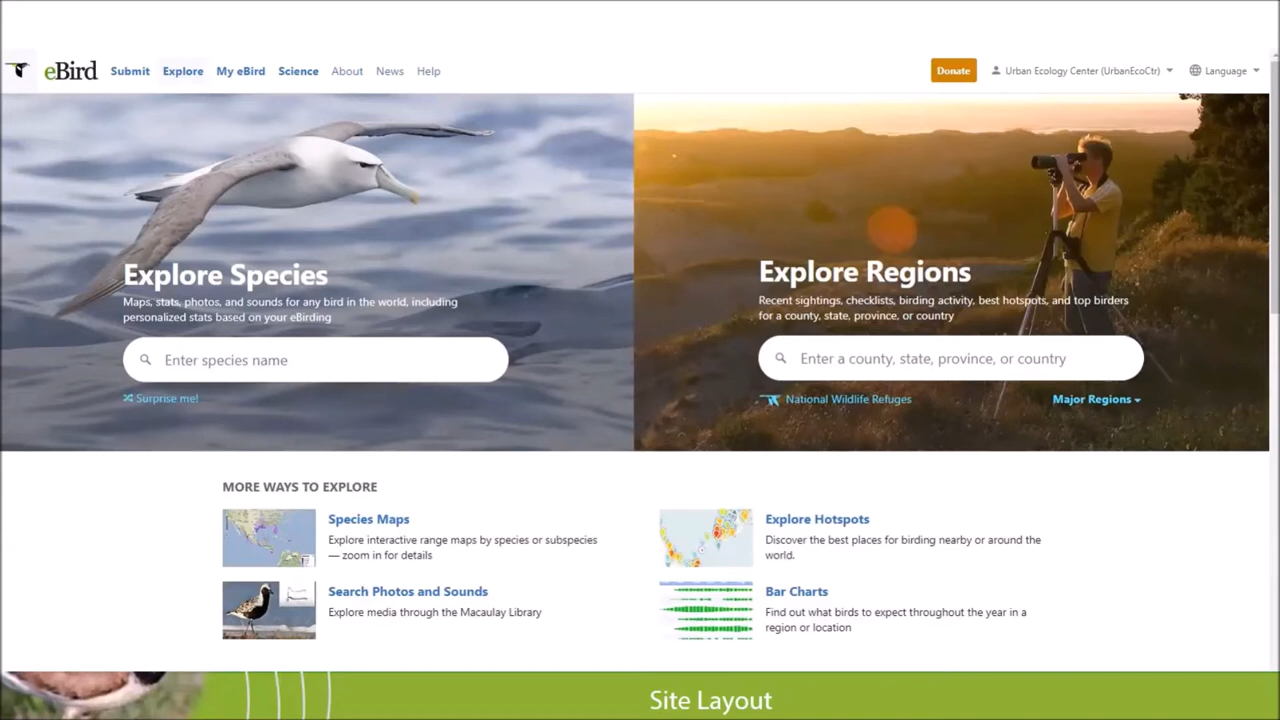 eBird Submit Explore My eBird Science About News Help Donate Urban Ecology Center (UrbanEcoCtr) Language
Explore Species
Maps, stats, photos, and sounds for any bird in the world, including
personalized stats based on your eBirding
Enter species name
Surprise me!
Explore Regions
Recent sightings, checklists, birding activity, best hotspots, and top birders
for a county, state, province, or country
Enter a county, state, province, or country
National Wildlife Refuges Major Regions
MORE WAYS TO EXPLORE
Species Maps
Explore interactive range maps by species or subspecies
— zoom in for details
Explore Hotspots
Discover the best places for birding nearby or around the
world.
Search Photos and Sounds
Explore media through the Macaulay Library
Bar Charts
Find out what birds to expect throughout the year in a
region or location
Site Layout